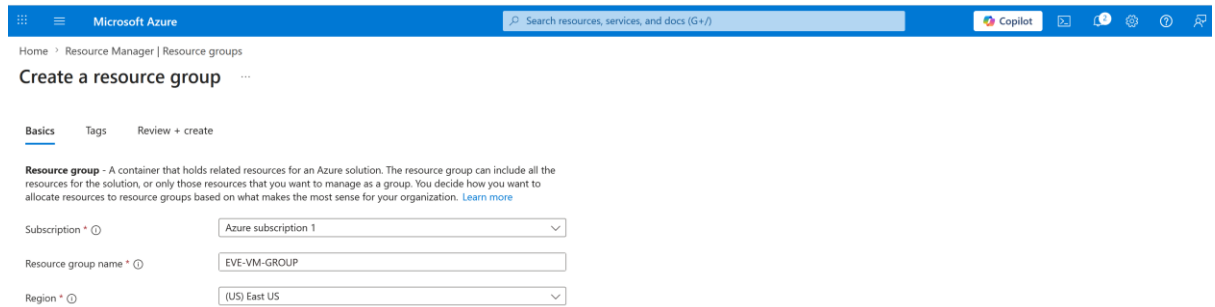 Microsoft Azure
Search resources, services, and docs (G+/)
Copilot
2
Home > Resource Manager | Resource groups
Create a resource group ...
Basics Tags Review + create
Resource group - A container that holds related resources for an Azure solution. The resource group can include all the
resources for the solution, or only those resources that you want to manage as a group. You decide how you want to
allocate resources to resource groups based on what makes the most sense for your organization. Learn more
Subscription * Azure subscription 1
Resource group name * EVE-VM-GROUP
Region * (US) East US